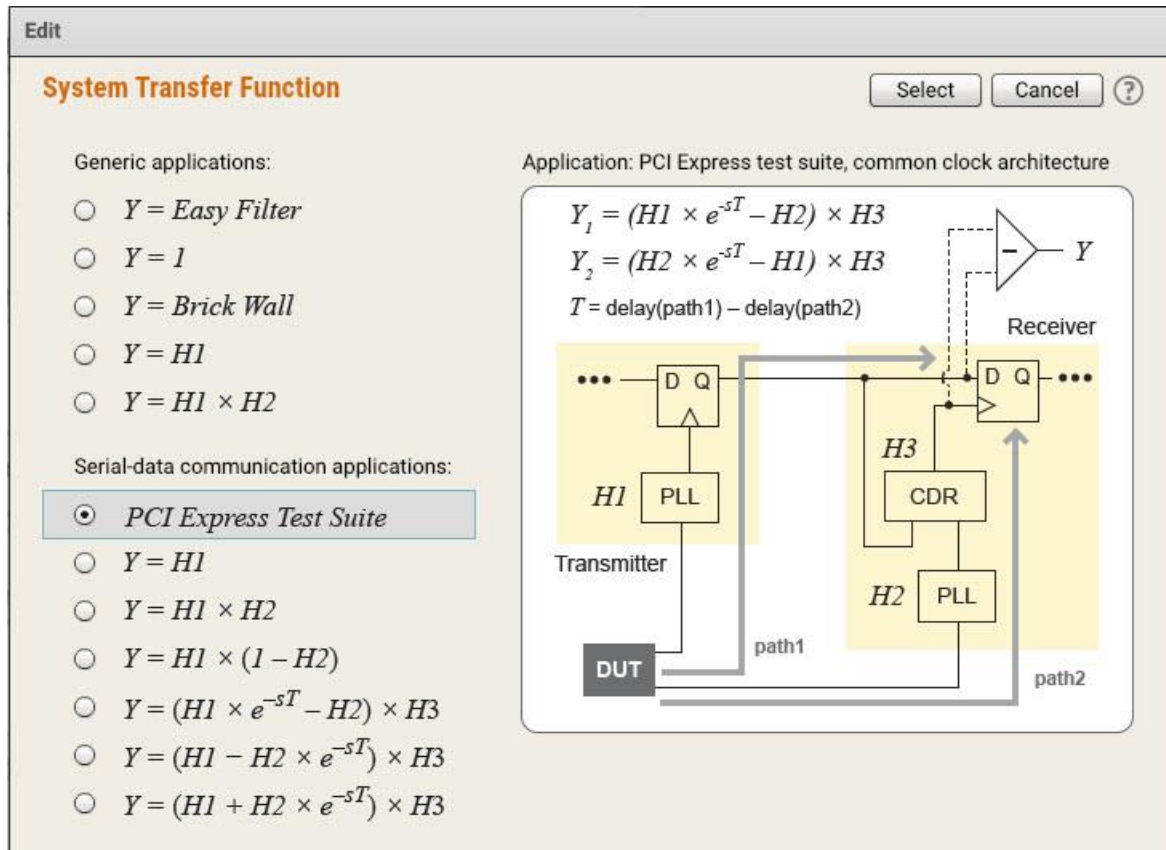 Edit
System Transfer Function
Select
Cancel
?
Generic applications:
Y = Easy Filter
Y = 1
Y = Brick Wall
Y = H1
Y = H1 × H2
Serial-data communication applications:
PCI Express Test Suite
Y = H1
Y = H1 × H2
Y = H1 × (1 – H2)
Y = (H1 × e^–sT – H2) × H3
Y = (H1 – H2 × e^–sT) × H3
Y = (H1 + H2 × e^–sT) × H3
Application: PCI Express test suite, common clock architecture
Y₁ = (H1 × e^-sT – H2) × H3
Y₂ = (H2 × e^-sT – H1) × H3
T = delay(path1) – delay(path2)
– Y
Receiver
••• D Q
D Q •••
H3
H1 PLL
CDR
Transmitter
H2 PLL
path1
DUT
path2